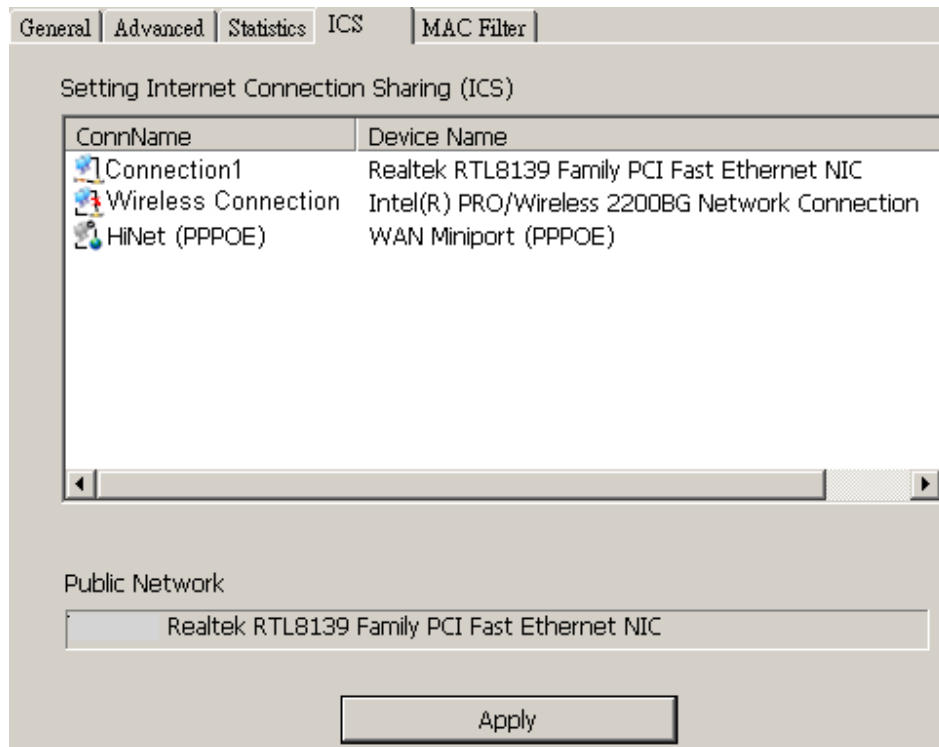 General Advanced Statistics ICS MAC Filter
Setting Internet Connection Sharing (ICS)
ConnName Device Name
Connection1 Realtek RTL8139 Family PCI Fast Ethernet NIC
Wireless Connection Intel(R) PRO/Wireless 2200BG Network Connection
HiNet (PPPOE) WAN Miniport (PPPOE)
Public Network
Realtek RTL8139 Family PCI Fast Ethernet NIC
Apply